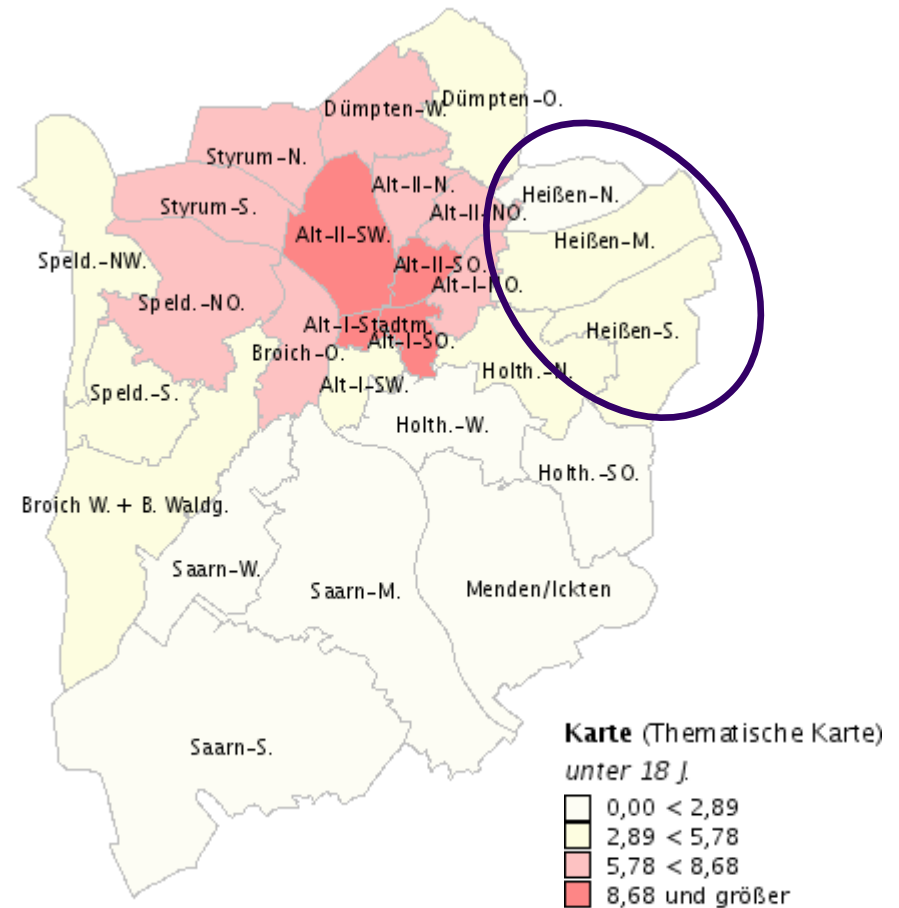 Dümpten-O.
Dümpten-W.
Styrum-N.
Alt-II-N.
Heißen-N.
Styrum-S.
Alt-II-NO.
Alt-II-SW.
Heißen-M.
Speld.-NW.
Alt-II-SO.
Alt-I-NO.
Speld.-NO.
Alt-I-Stadtm.
Heißen-S.
Alt-I-SO.
Broich-O.
Holth.-N.
Alt-I-SW.
Speld.-S.
Holth.-W.
Holth.-SO.
Broich W. + B. Waldg.
Saarn-W.
Saarn-M.
Menden/Ickten
Saarn-S.
Karte (Thematische Karte)
unter 18 J.
0,00 < 2,89
2,89 < 5,78
5,78 < 8,68
8,68 und größer